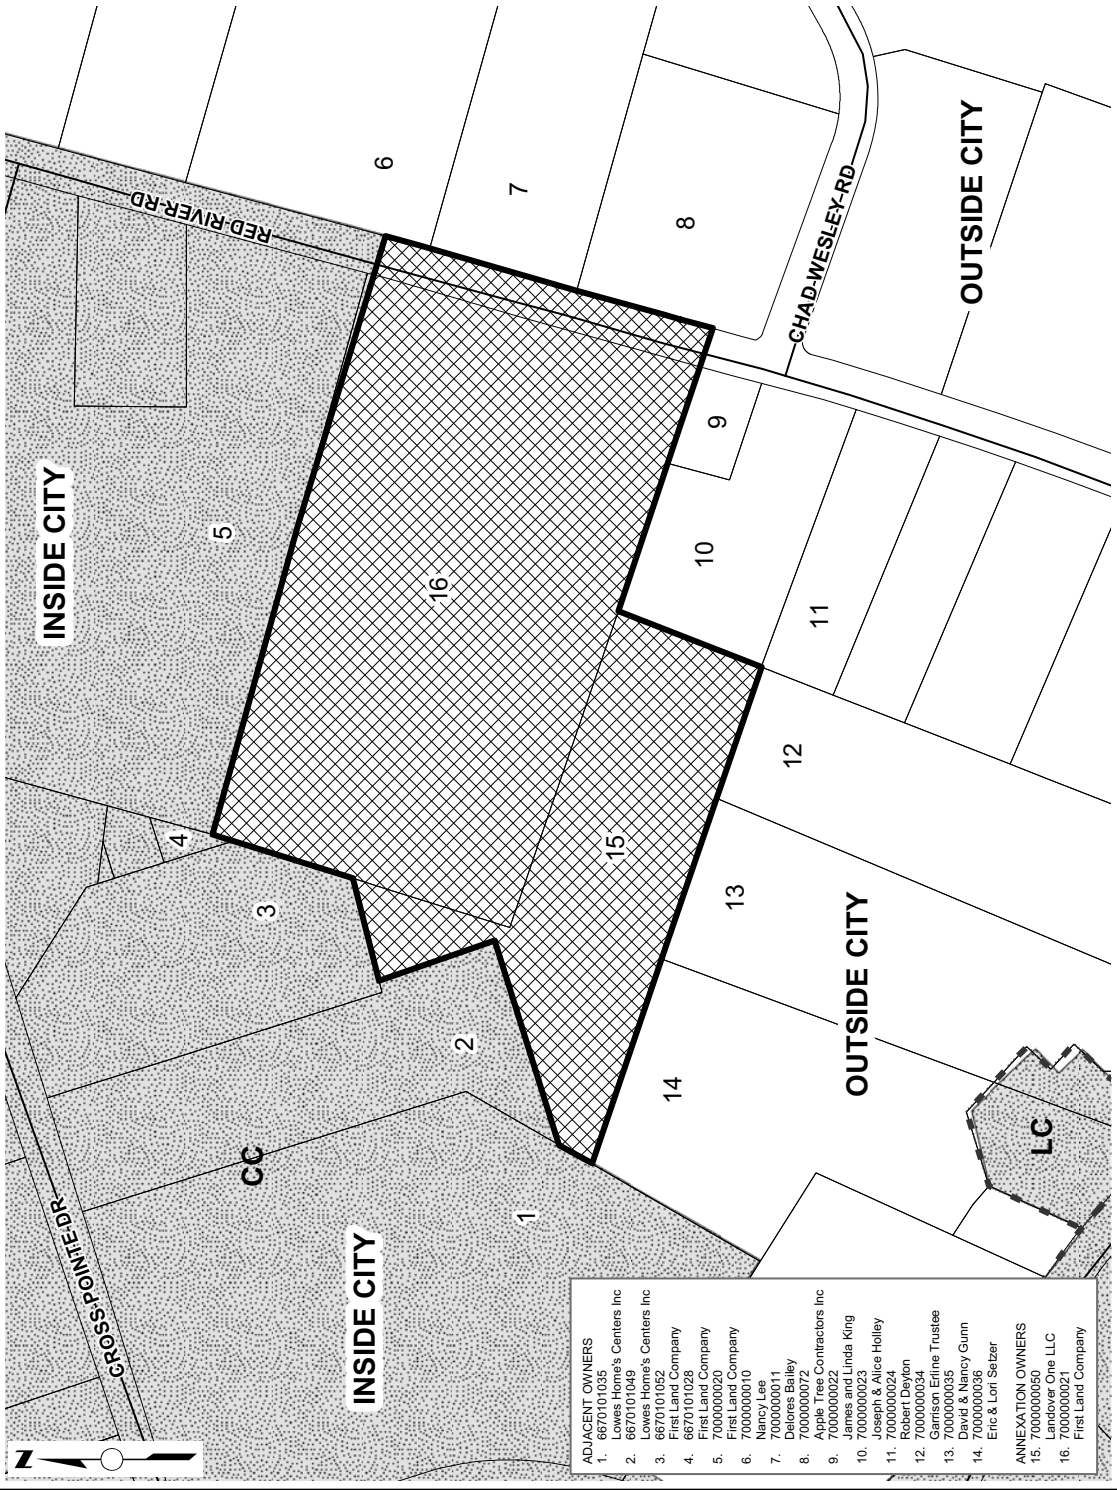 INSIDE CITY
RED RIVER RD
6
7
8
CHAD WESLEY RD
OUTSIDE CITY
5
16
9
10
11
4
3
15
12
13
2
14
OUTSIDE CITY
CC
1
LC
CROSS POINTE DR
INSIDE CITY
N
ADJACENT OWNERS
1. 6670101035
Lowes Home's Centers Inc
2. 6670101049
Lowes Home's Centers Inc
3. 6670101052
First Land Company
4. 6670101028
First Land Company
5. 7000000020
First Land Company
6. 7000000010
Nancy Lee
7. 7000000011
Delores Bailey
8. 7000000072
Apple Tree Contractors Inc
9. 7000000022
James and Linda King
10. 7000000023
Joseph & Alice Holley
11. 7000000024
Robert Deyton
12. 7000000034
Garrison Erline Trustee
13. 7000000035
David & Nancy Gunn
14. 7000000036
Eric & Lori Setzer
ANNEXATION OWNERS
15. 7000000050
Landover One LLC
16. 7000000021
First Land Company